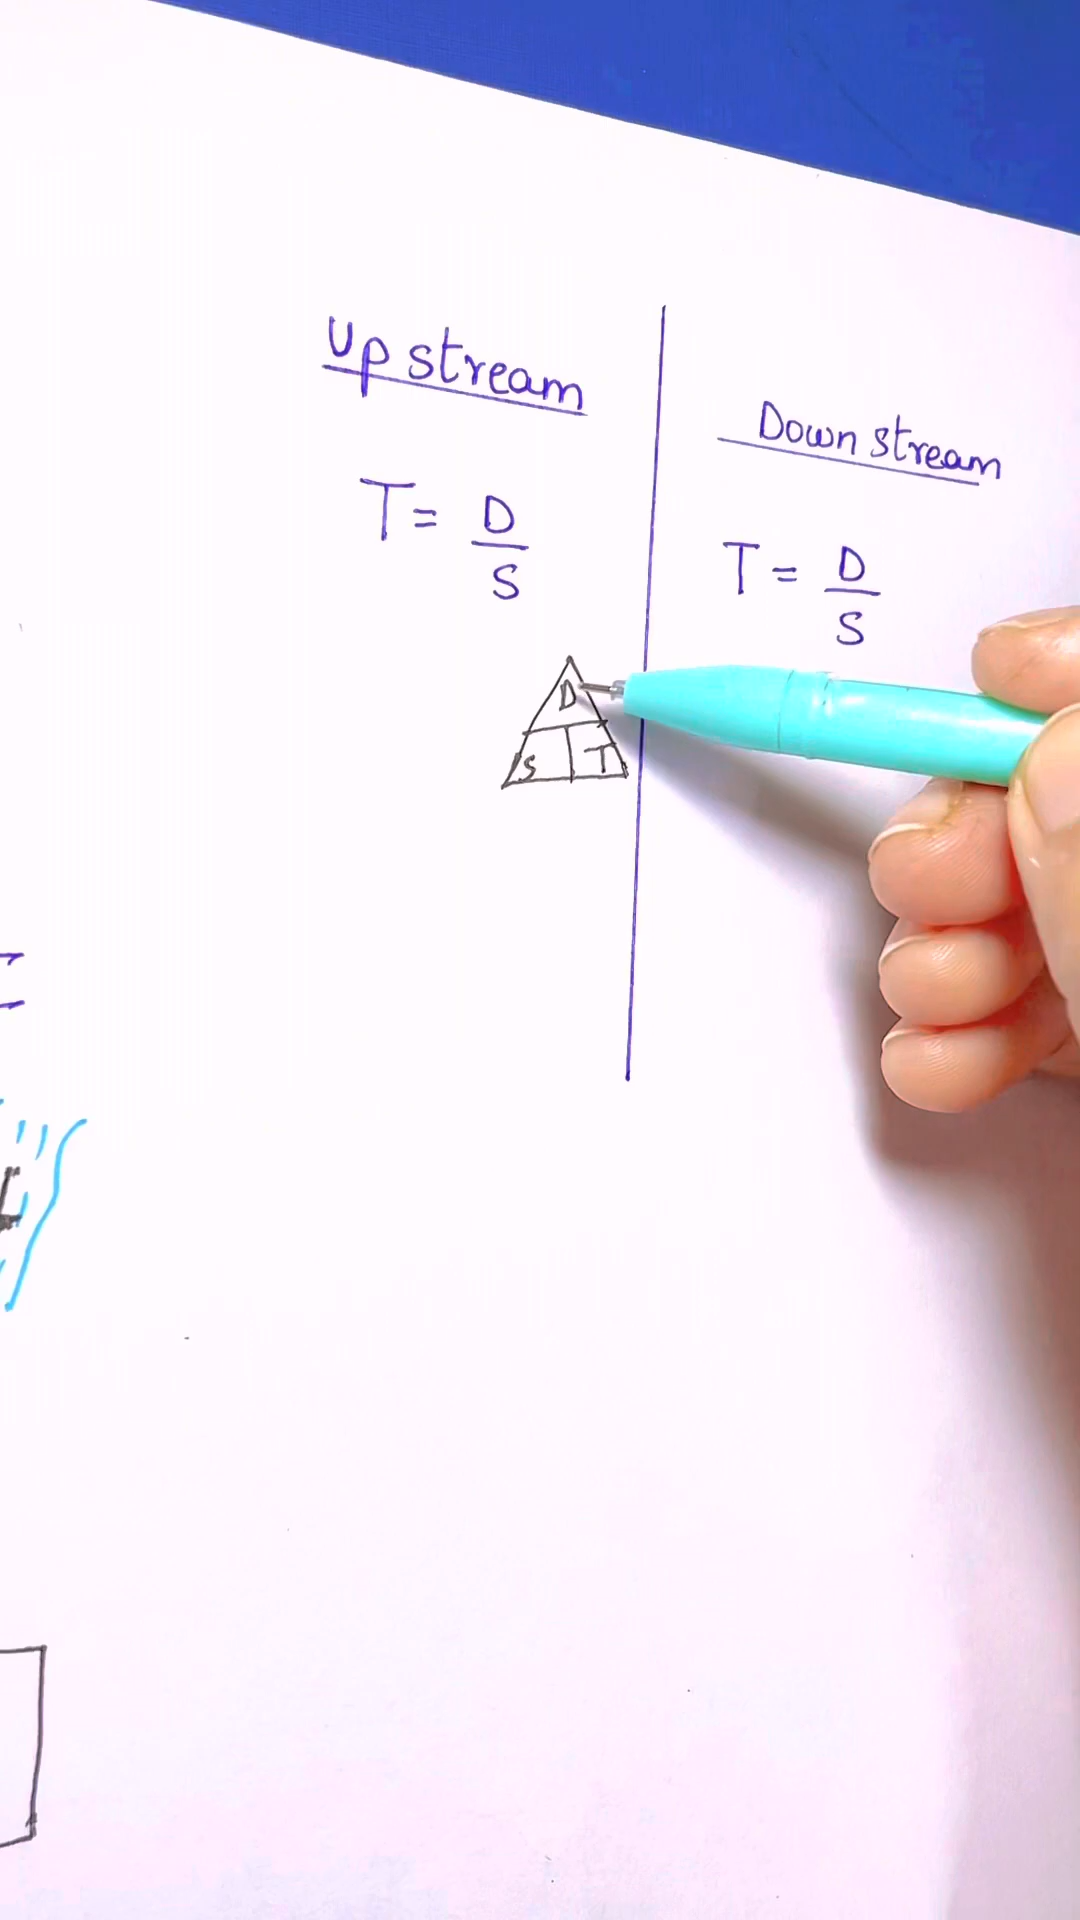 Up stream
T = D/S
Down stream
T = D/S
D
S T